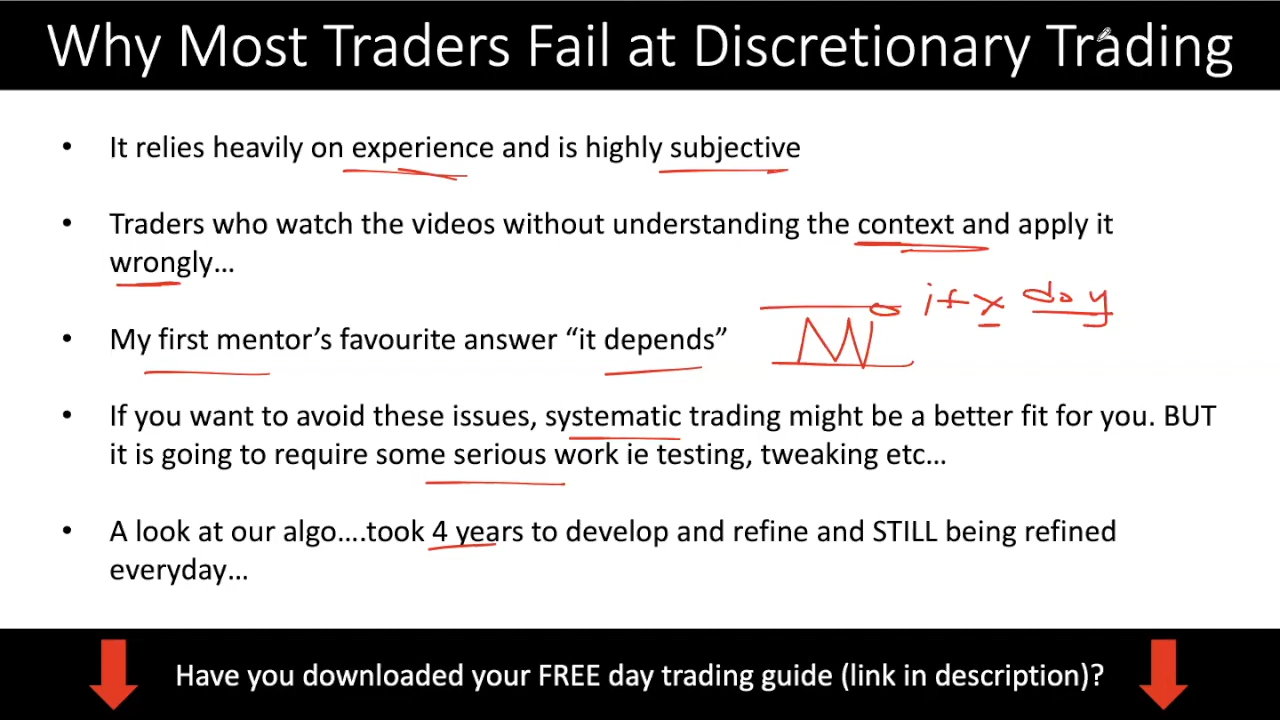 Why Most Traders Fail at Discretionary Trading
• It relies heavily on experience and is highly subjective
• Traders who watch the videos without understanding the context and apply it
wrongly...
if x do y
• My first mentor's favourite answer “it depends”
• If you want to avoid these issues, systematic trading might be a better fit for you. BUT
it is going to require some serious work ie testing, tweaking etc...
• A look at our algo....took 4 years to develop and refine and STILL being refined
everyday...
Have you downloaded your FREE day trading guide (link in description)?